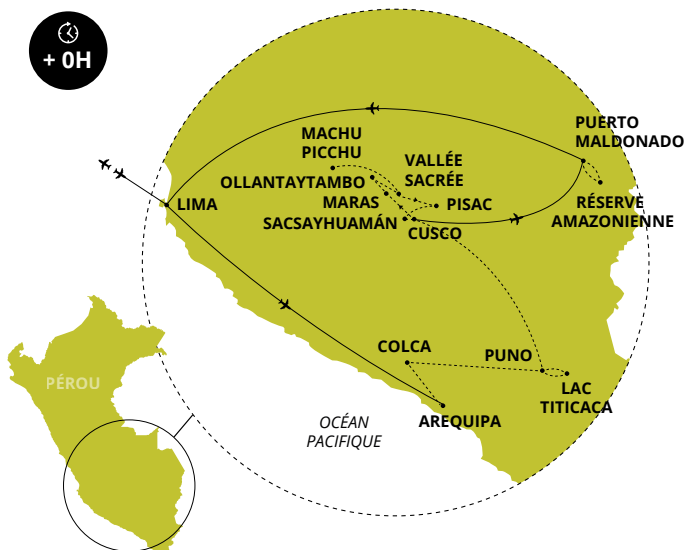 + 0H
PUERTO
MALDONADO
MACHU
PICCHU
VALLÉE
SACRÉE
OLLANTAYTAMBO
MARAS
PISAC
RÉSERVE
AMAZONIENNE
LIMA
SACSAYHUAMÁN
CUSCO
COLCA
PUNO
LAC
TITICACA
PÉROU
AREQUIPA
OCÉAN
PACIFIQUE